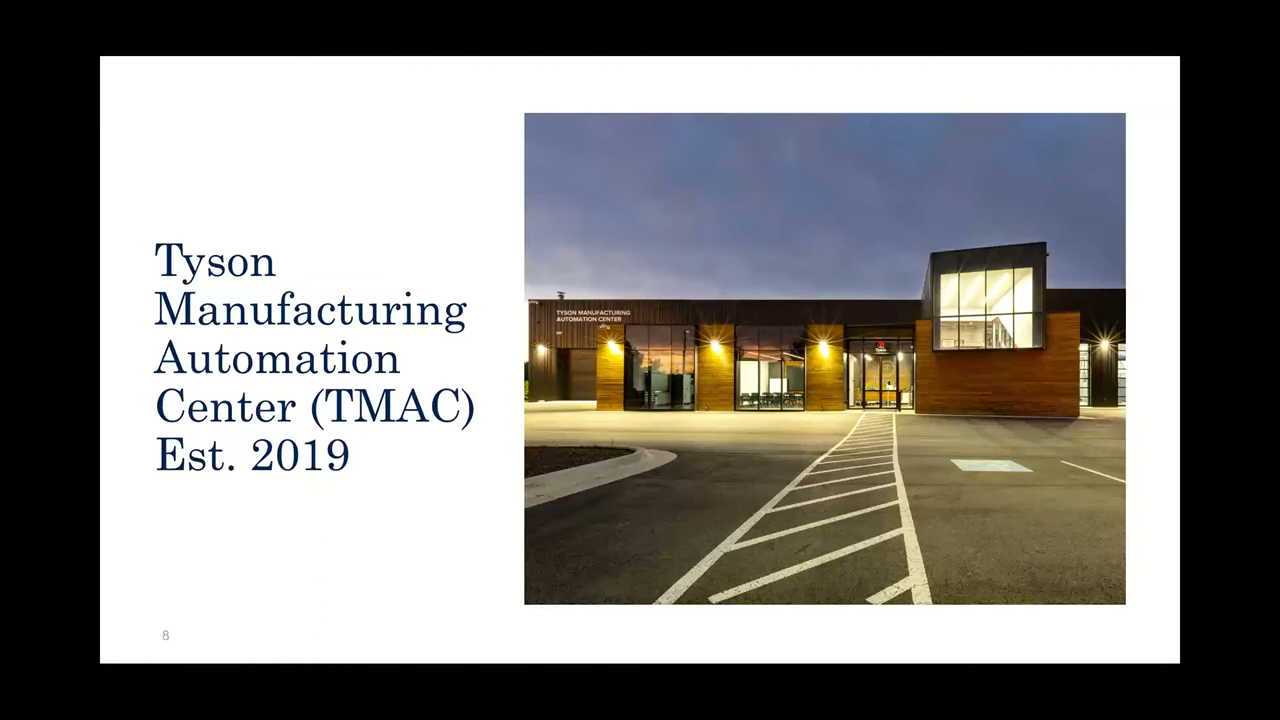 Tyson
Manufacturing
Automation
Center (TMAC)
Est. 2019
TYSON MANUFACTURING
AUTOMATION CENTER
8